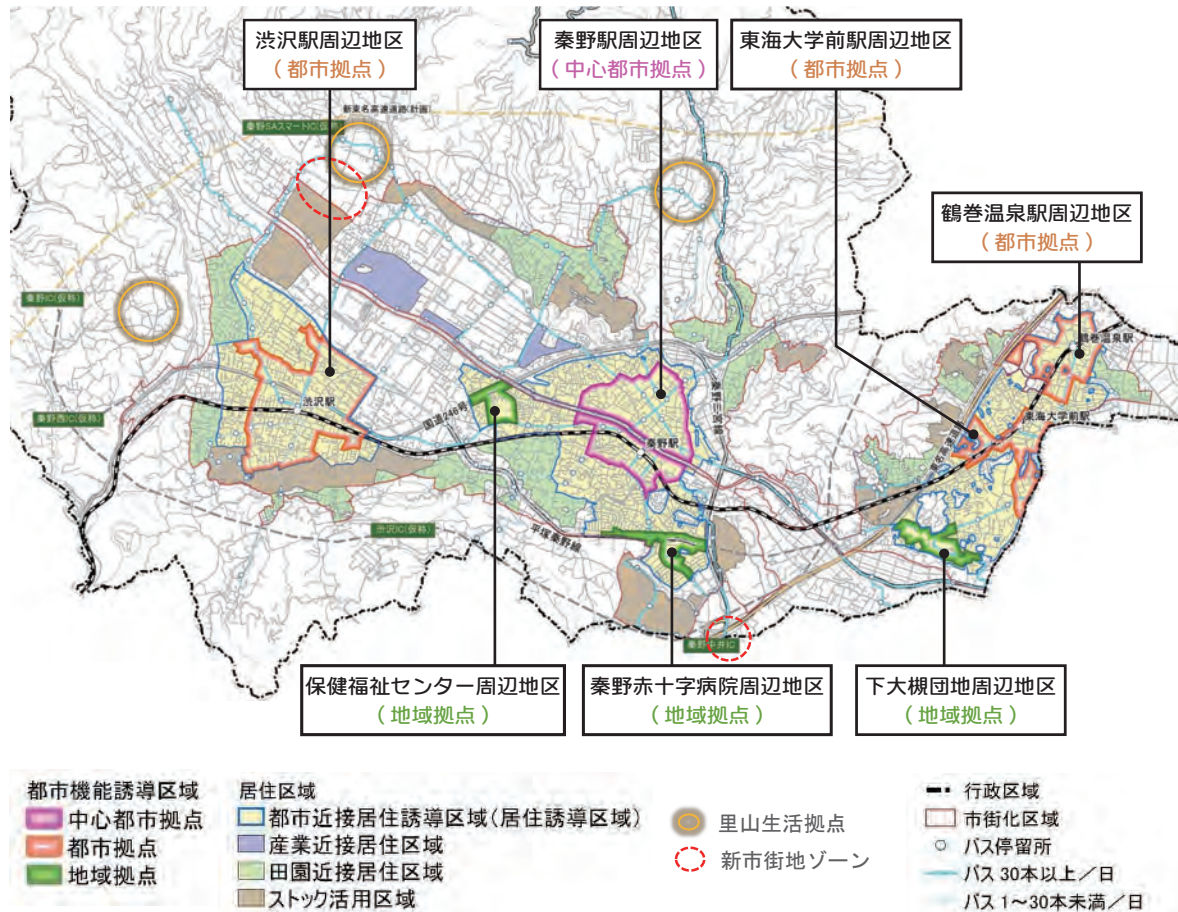 渋沢駅周辺地区
(都市拠点)
秦野駅周辺地区
(中心都市拠点)
東海大学前駅周辺地区
(都市拠点)
新東名高速道路(計画)
秦野SAスマートIC(仮称)
鶴巻温泉駅周辺地区
(都市拠点)
秦野IC(仮称)
鶴巻温泉駅
渋沢駅
国道246号
秦野駅
東海大学前駅
秦野西IC(仮称)
渋沢IC(仮称)
平塚秦野線
秦野中井IC
保健福祉センター周辺地区
(地域拠点)
秦野赤十字病院周辺地区
(地域拠点)
下大槻団地周辺地区
(地域拠点)
都市機能誘導区域
中心都市拠点
都市拠点
地域拠点
居住区域
都市近接居住誘導区域(居住誘導区域)
産業近接居住区域
田園近接居住区域
ストック活用区域
里山生活拠点
新市街地ゾーン
行政区域
市街化区域
バス停留所
バス 30本以上/日
バス 1~30本未満/日